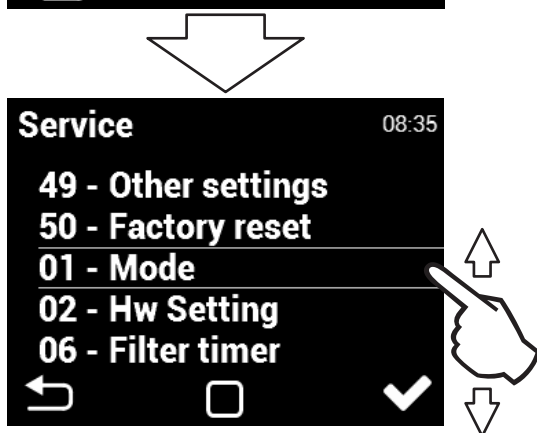 Service 08:35
49 - Other settings
50 - Factory reset
01 - Mode
02 - Hw Setting
06 - Filter timer